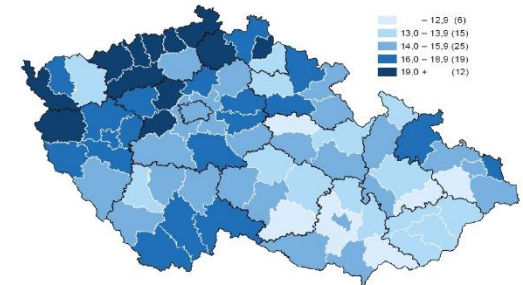 – 12,9 (6)
13,0 – 13,9 (15)
14,0 – 15,9 (25)
16,0 – 18,9 (19)
19,0 + (12)